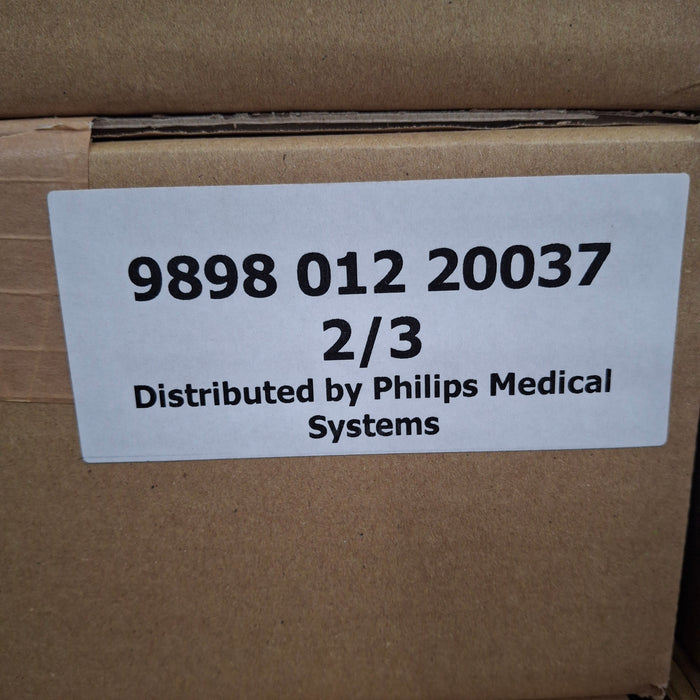 9898 012 20037
2/3
Distributed by Philips Medical
Systems